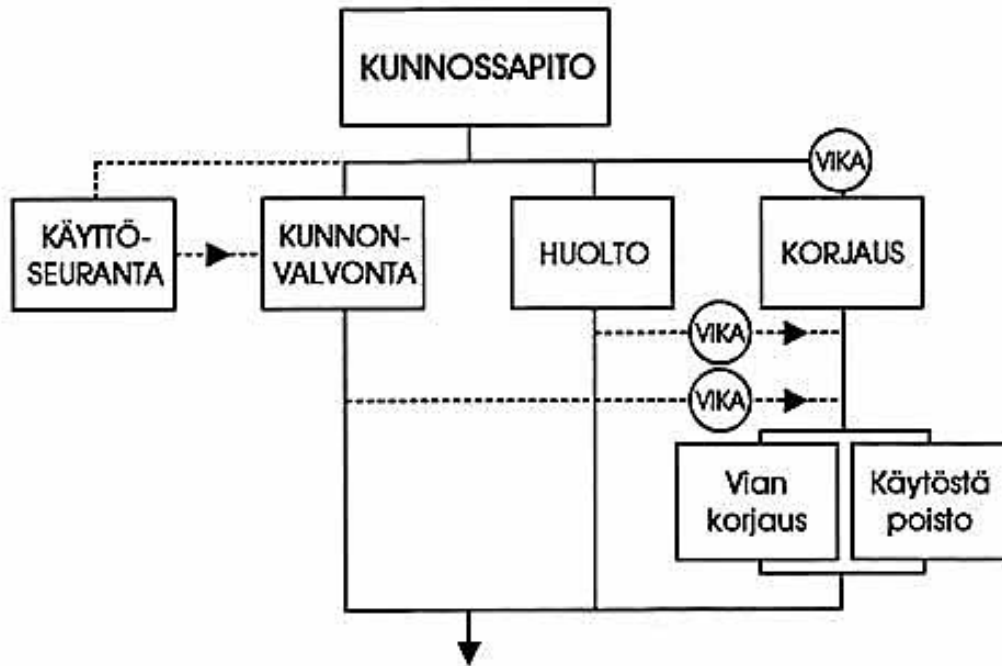 KUNNOSSAPITO
VIKA
KÄYTTÖ-
SEURANTA
KUNNON-
VALVONTA
HUOLTO
KORJAUS
VIKA
VIKA
Vian
korjaus
Käytöstä
poisto